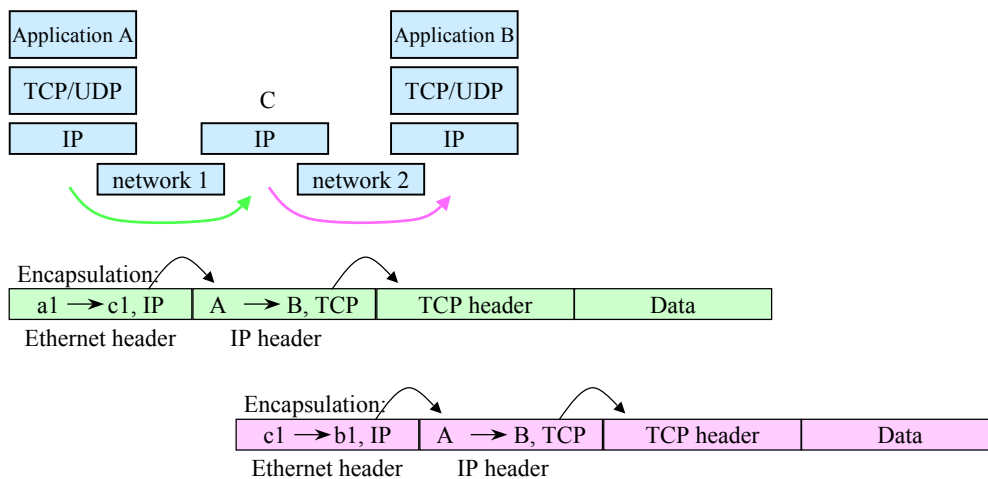 Application A
Application B
TCP/UDP
C
TCP/UDP
IP
IP
IP
network 1
network 2
Encapsulation:
a1 → c1, IP
A → B, TCP
TCP header
Data
Ethernet header
IP header
Encapsulation:
c1 → b1, IP
A → B, TCP
TCP header
Data
Ethernet header
IP header